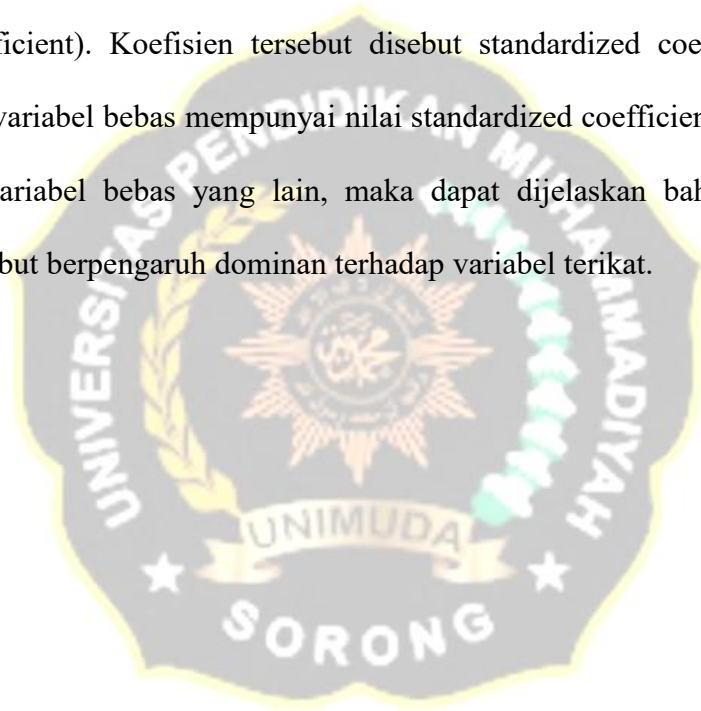 ficient). Koefisien tersebut disebut standardized coe
variabel bebas mempunyai nilai standardized coefficien
ariabel bebas yang lain, maka dapat dijelaskan bah
but berpengaruh dominan terhadap variabel terikat.
UNIVERSITAS PENDIDIKAN MUHAMMADIYAH
UNIMUDA
SORONG